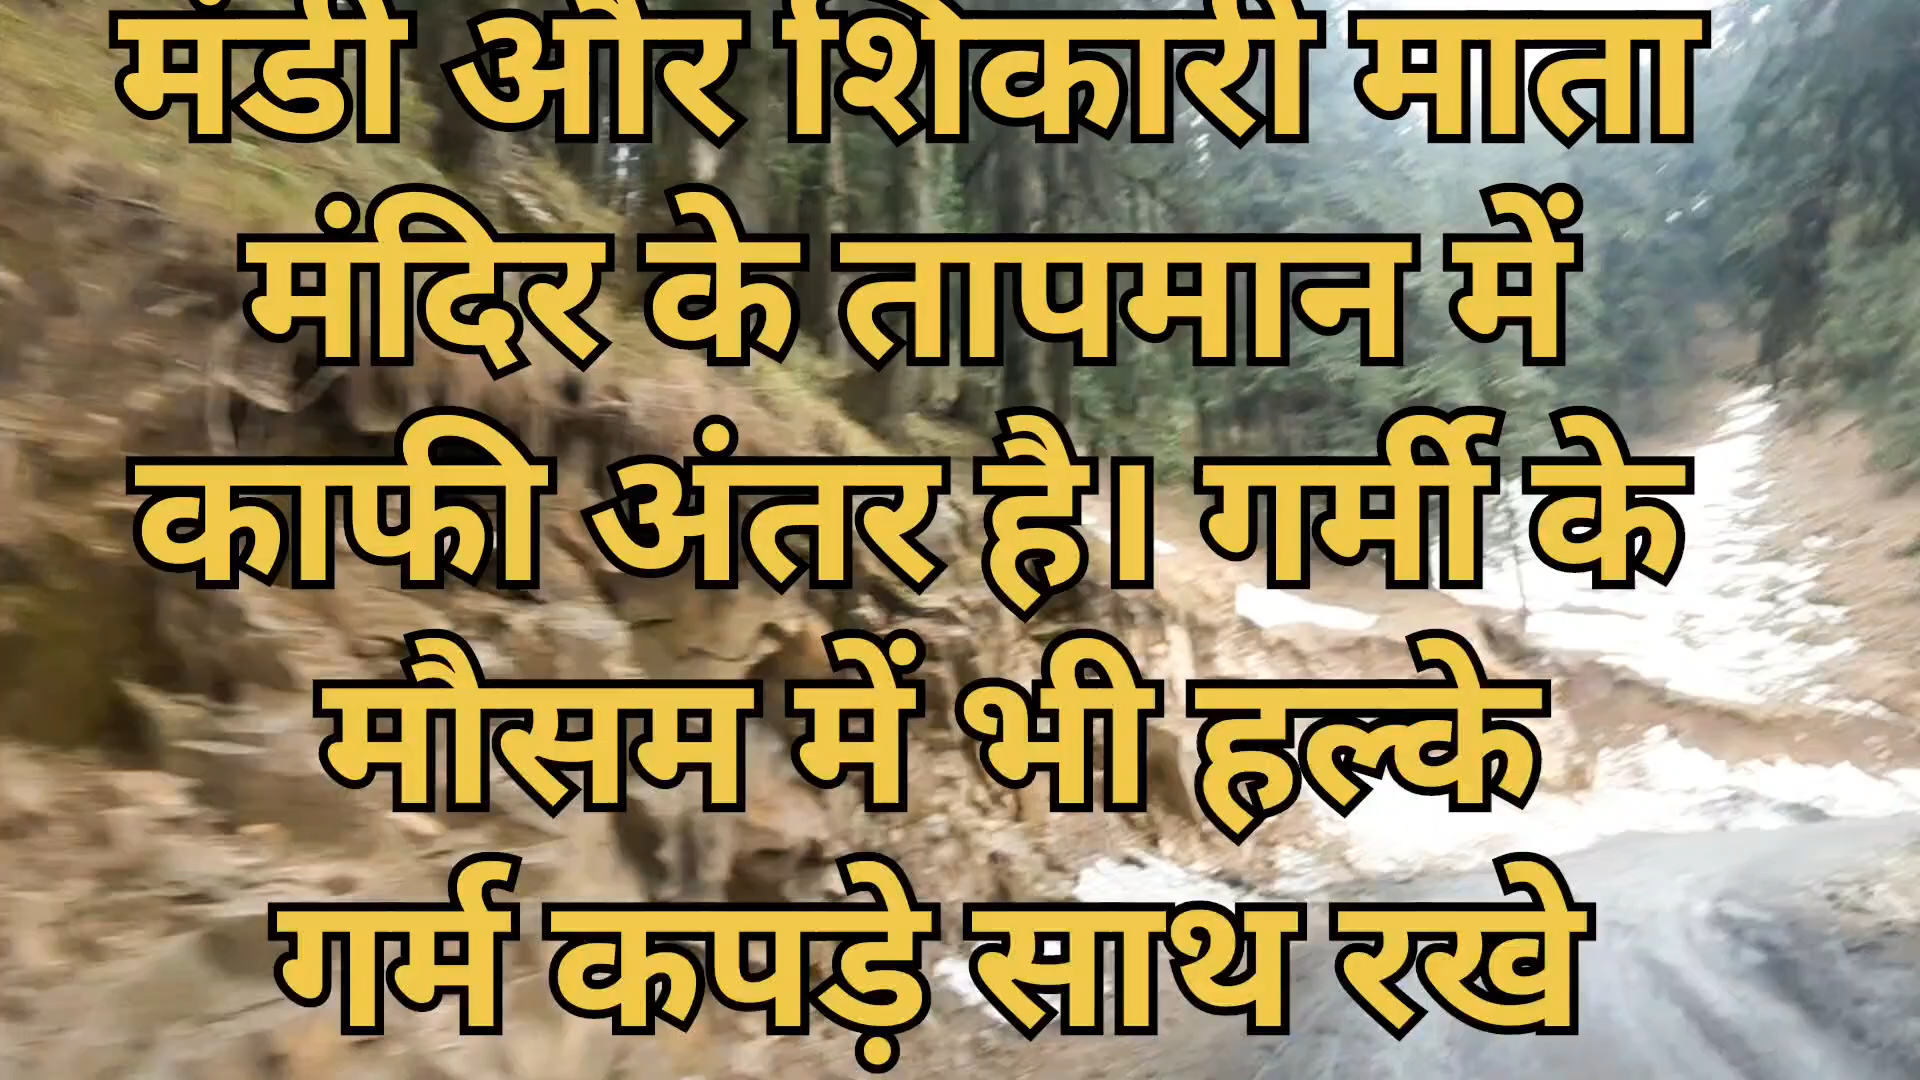 मंडी और शिकारी माता
मंदिर के तापमान में
काफी अंतर है। गर्मी के
मौसम में भी हल्के
गर्म कपड़े साथ रखे